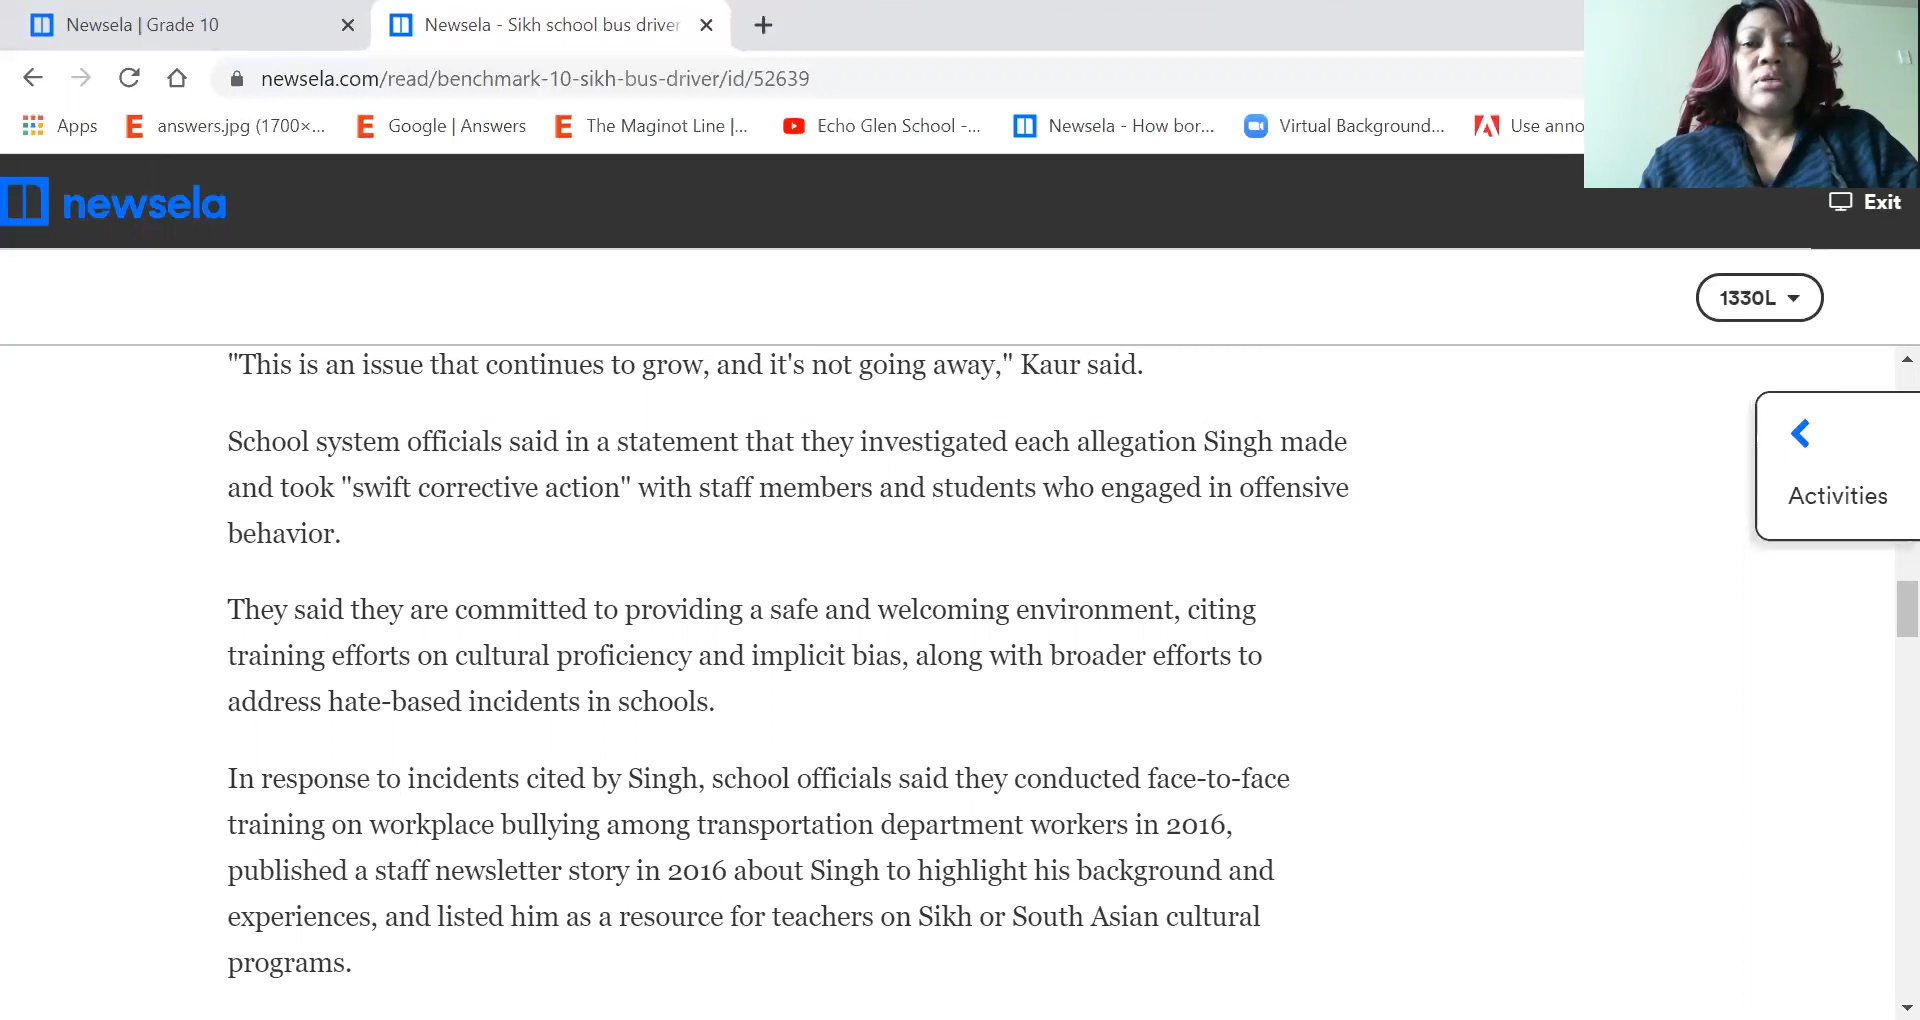 Newsela | Grade 10
Newsela - Sikh school bus driver
newsela.com/read/benchmark-10-sikh-bus-driver/id/52639
Apps
answers.jpg (1700×...
Google | Answers
The Maginot Line |...
Echo Glen School -...
Newsela - How bor...
Virtual Background...
Use anno
newsela
Exit
1330L
"This is an issue that continues to grow, and it's not going away," Kaur said.
School system officials said in a statement that they investigated each allegation Singh made
and took "swift corrective action" with staff members and students who engaged in offensive
behavior.
They said they are committed to providing a safe and welcoming environment, citing
training efforts on cultural proficiency and implicit bias, along with broader efforts to
address hate-based incidents in schools.
In response to incidents cited by Singh, school officials said they conducted face-to-face
training on workplace bullying among transportation department workers in 2016,
published a staff newsletter story in 2016 about Singh to highlight his background and
experiences, and listed him as a resource for teachers on Sikh or South Asian cultural
programs.
Activities